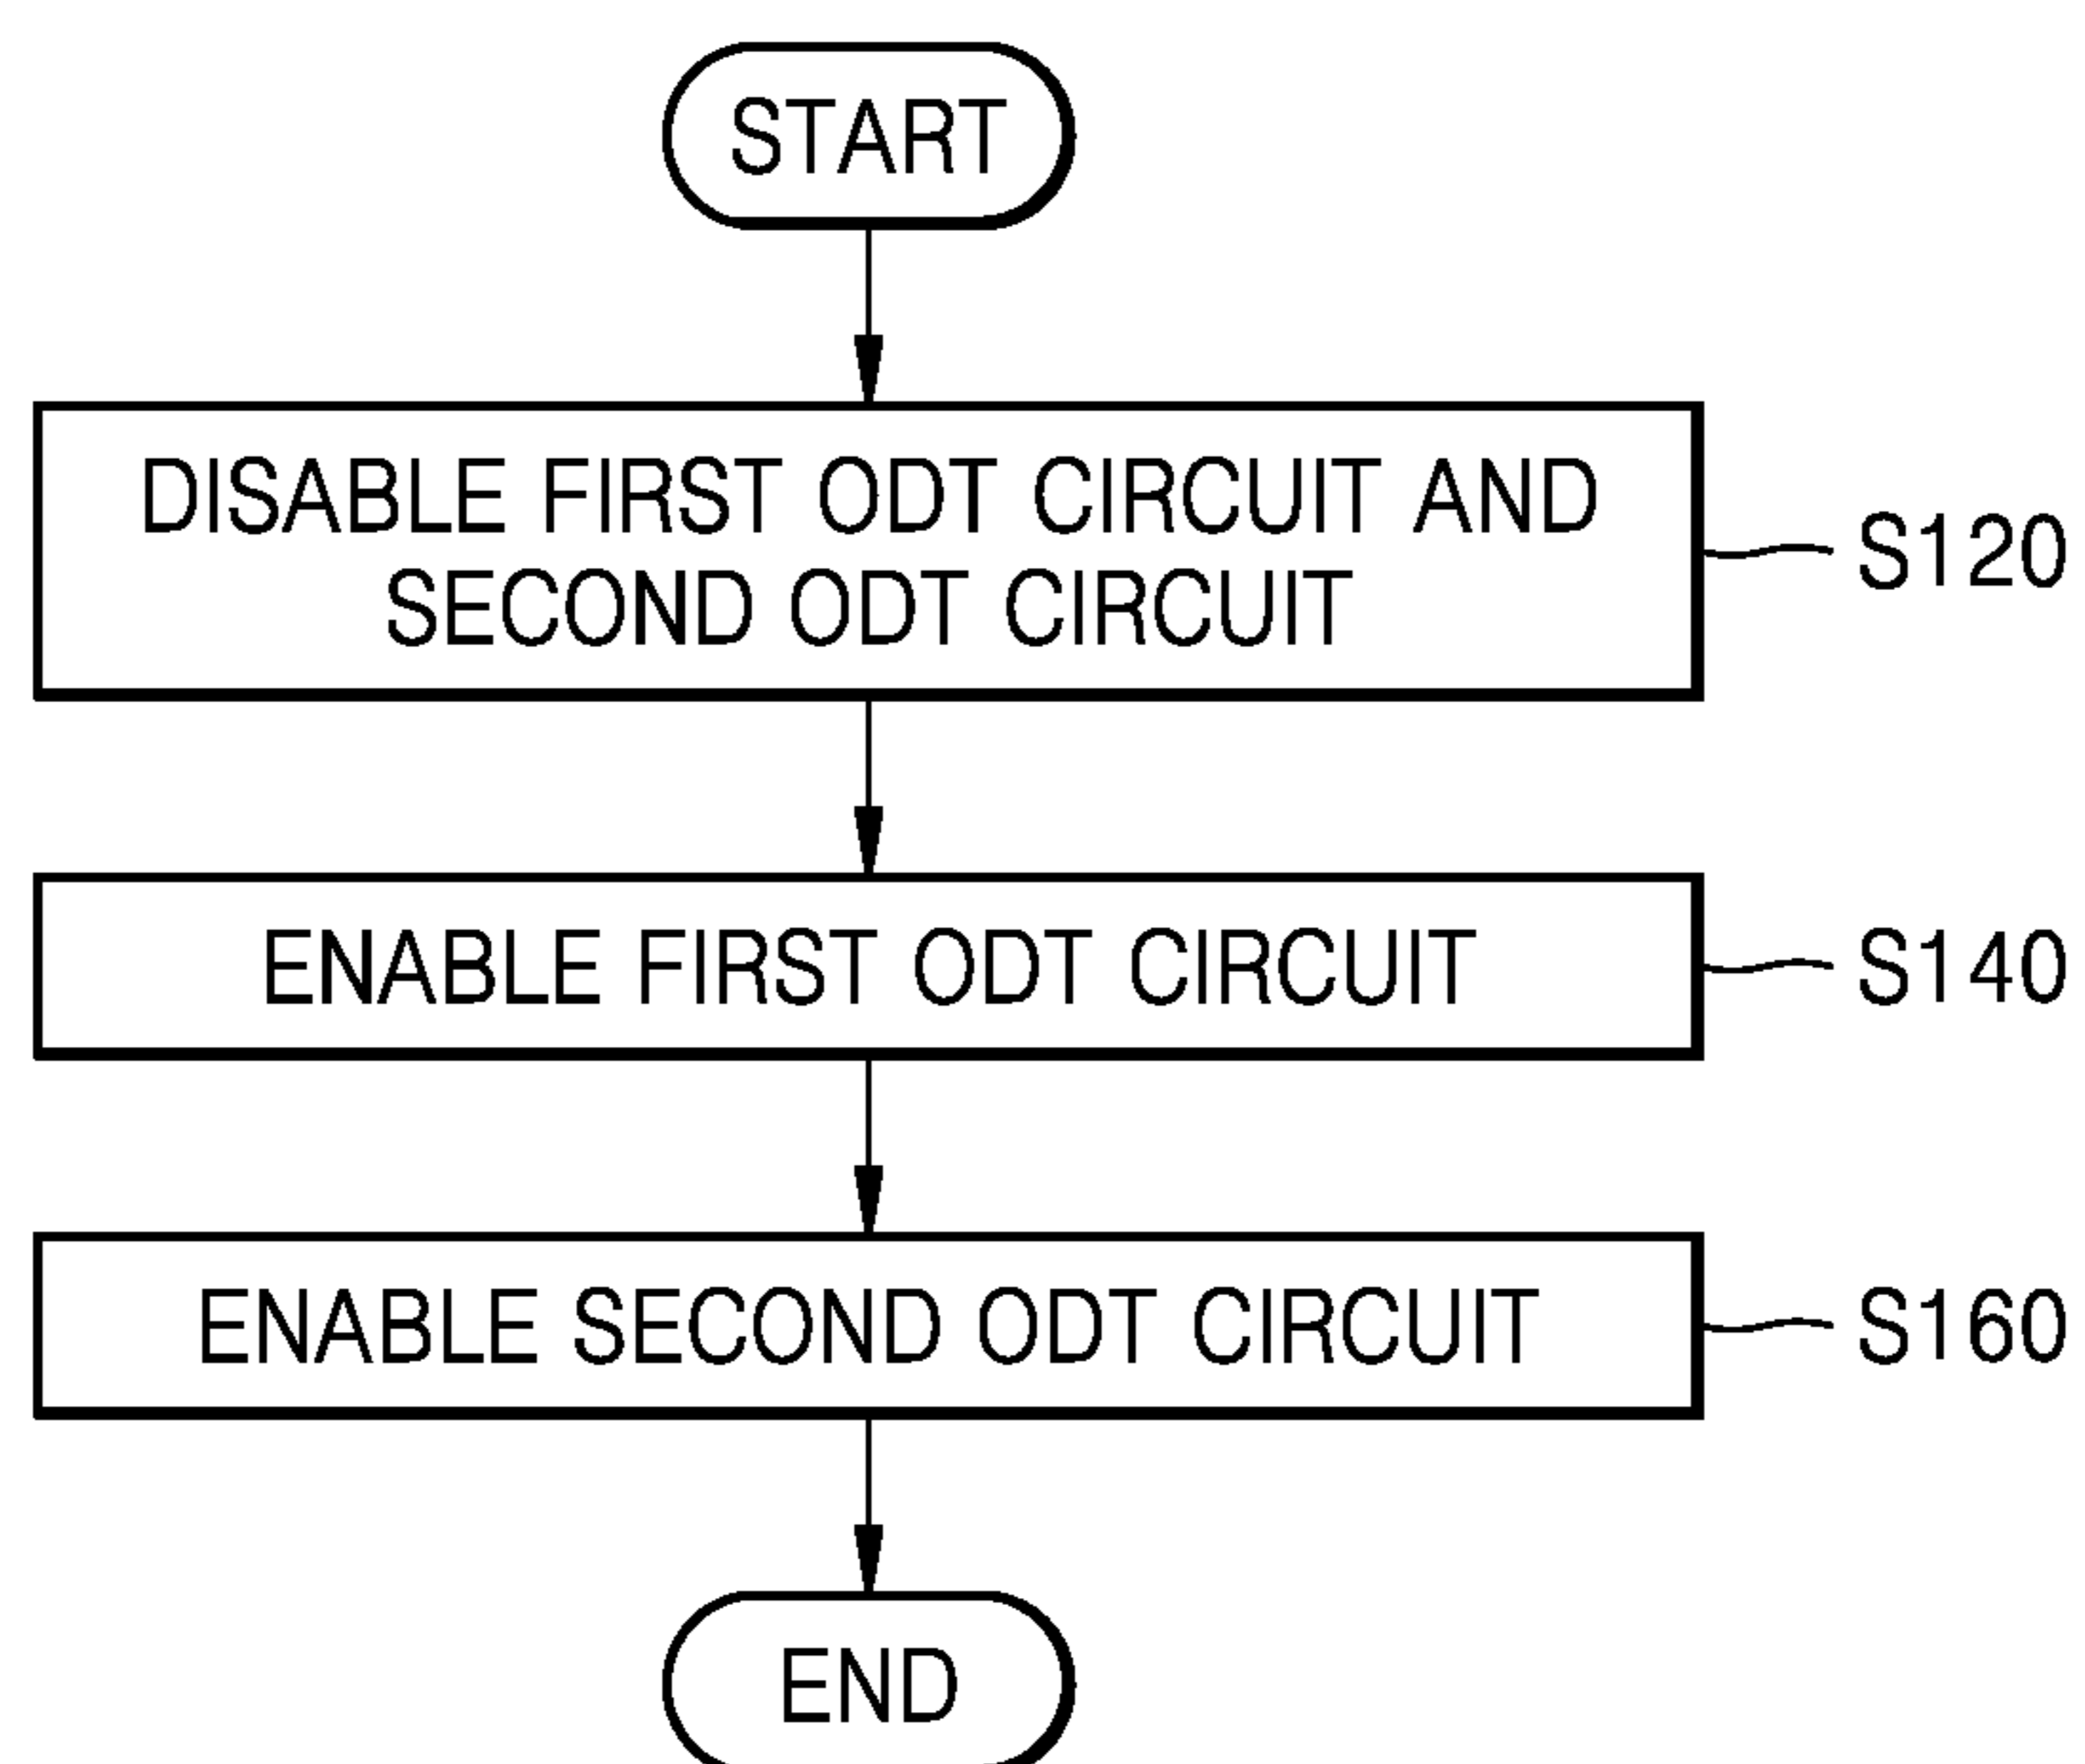 START
DISABLE FIRST ODT CIRCUIT AND
SECOND ODT CIRCUIT
S120
ENABLE FIRST ODT CIRCUIT
S140
ENABLE SECOND ODT CIRCUIT
S160
END